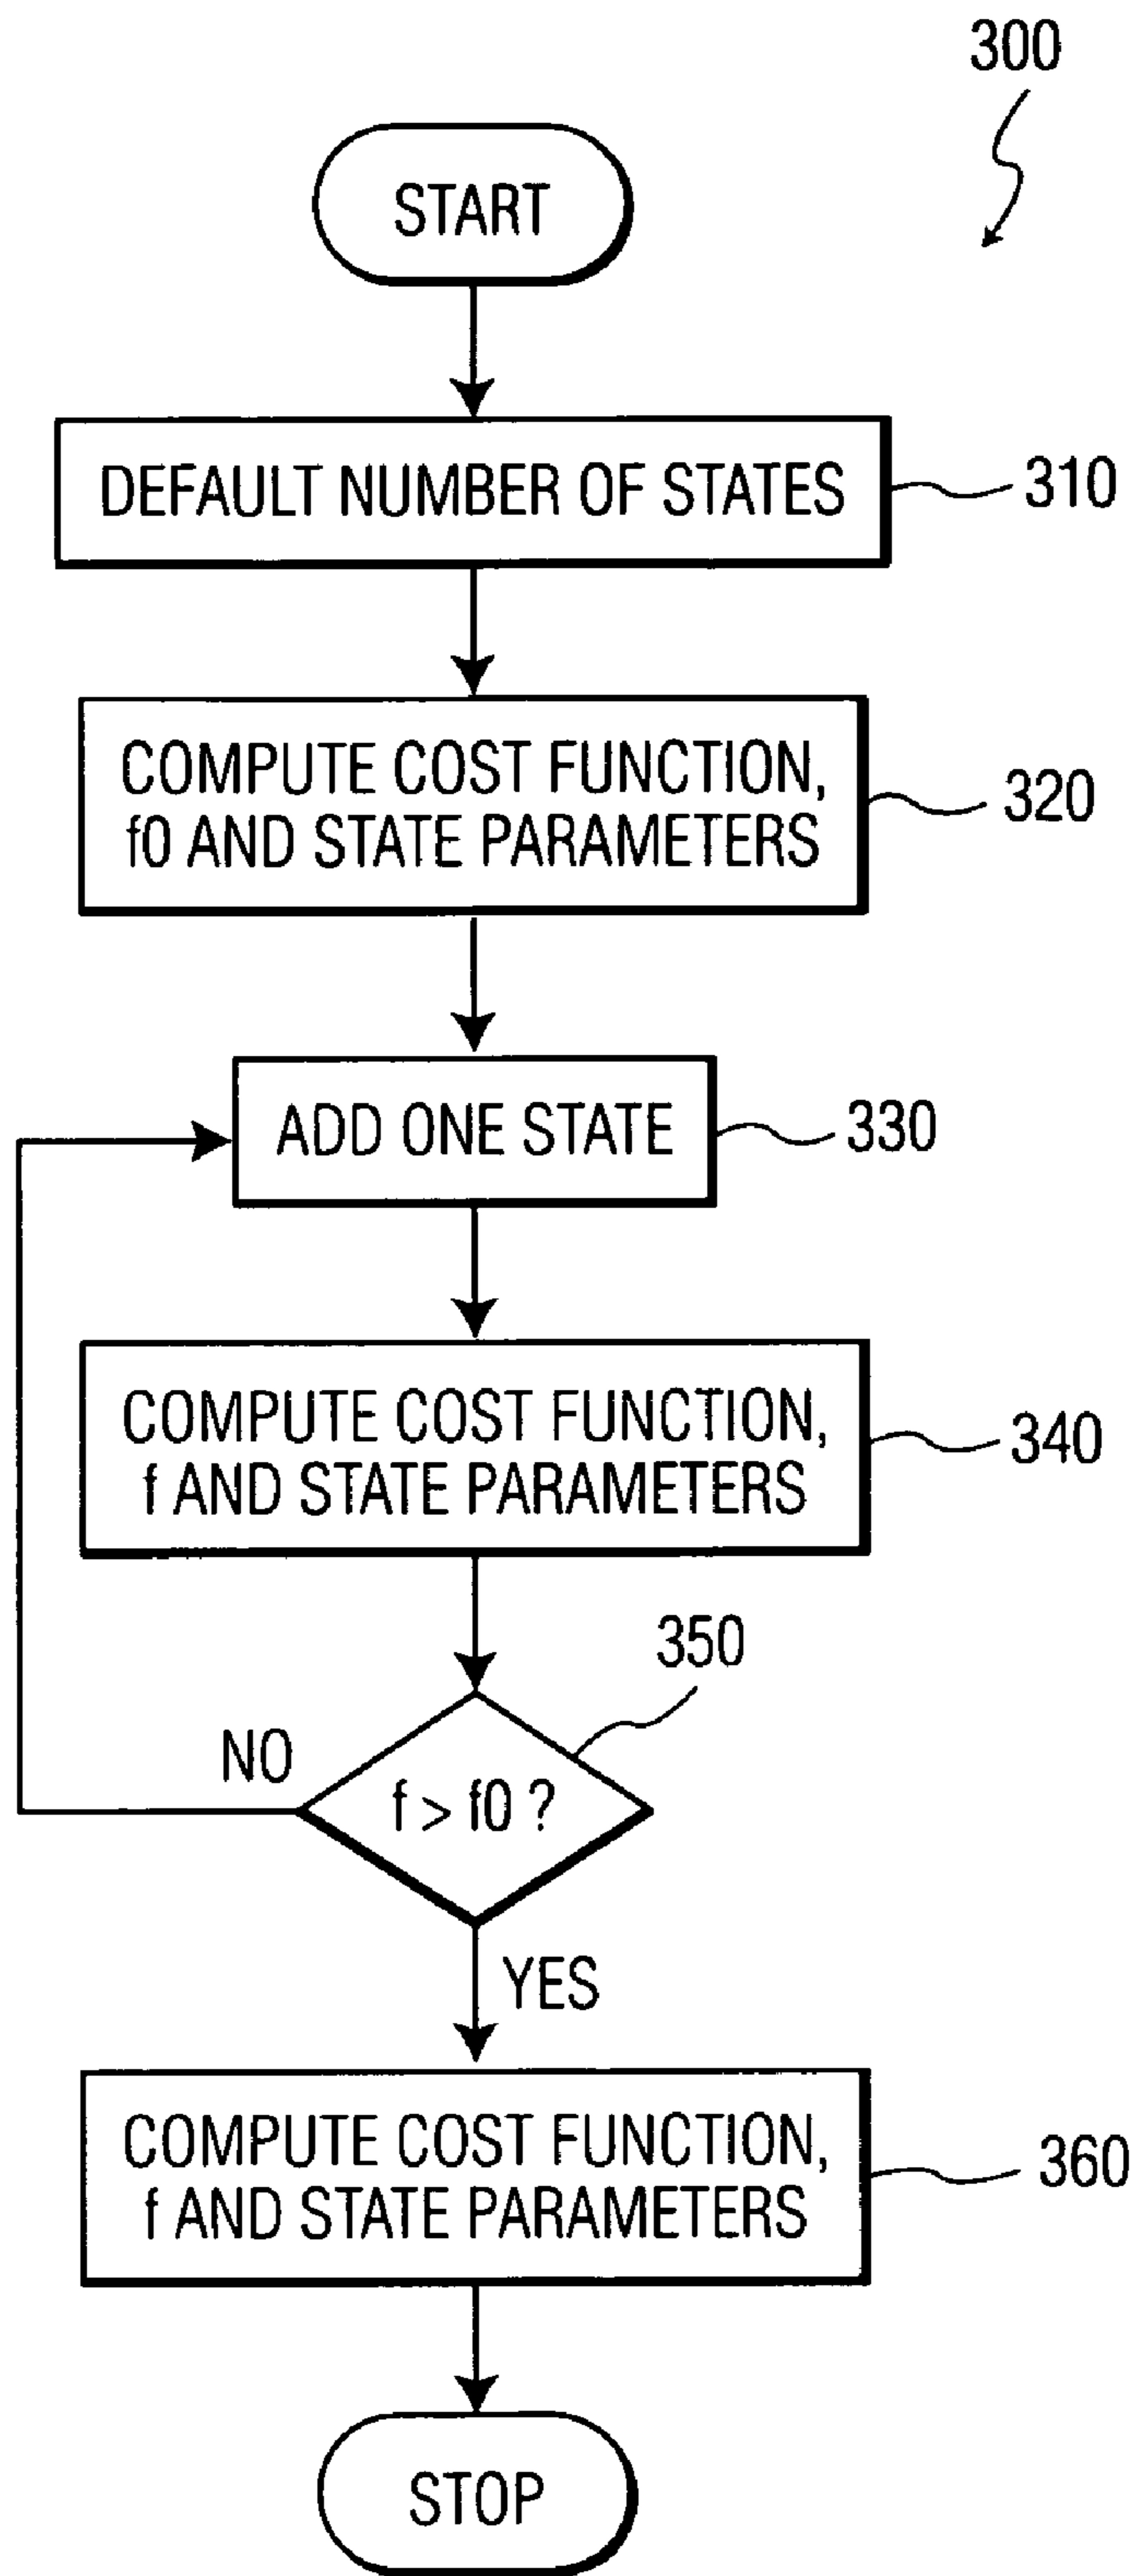 300
START
DEFAULT NUMBER OF STATES
310
COMPUTE COST FUNCTION,
f0 AND STATE PARAMETERS
320
ADD ONE STATE
330
COMPUTE COST FUNCTION,
f AND STATE PARAMETERS
340
350
NO
f > f0 ?
YES
COMPUTE COST FUNCTION,
f AND STATE PARAMETERS
360
STOP